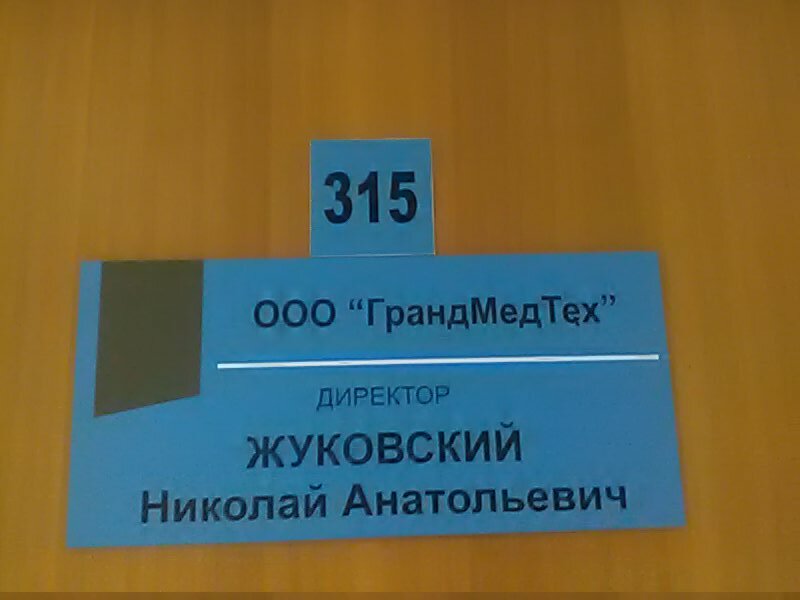 315
ООО “ГрандМедТех”
ДИРЕКТОР
ЖУКОВСКИЙ
Николай Анатольевич